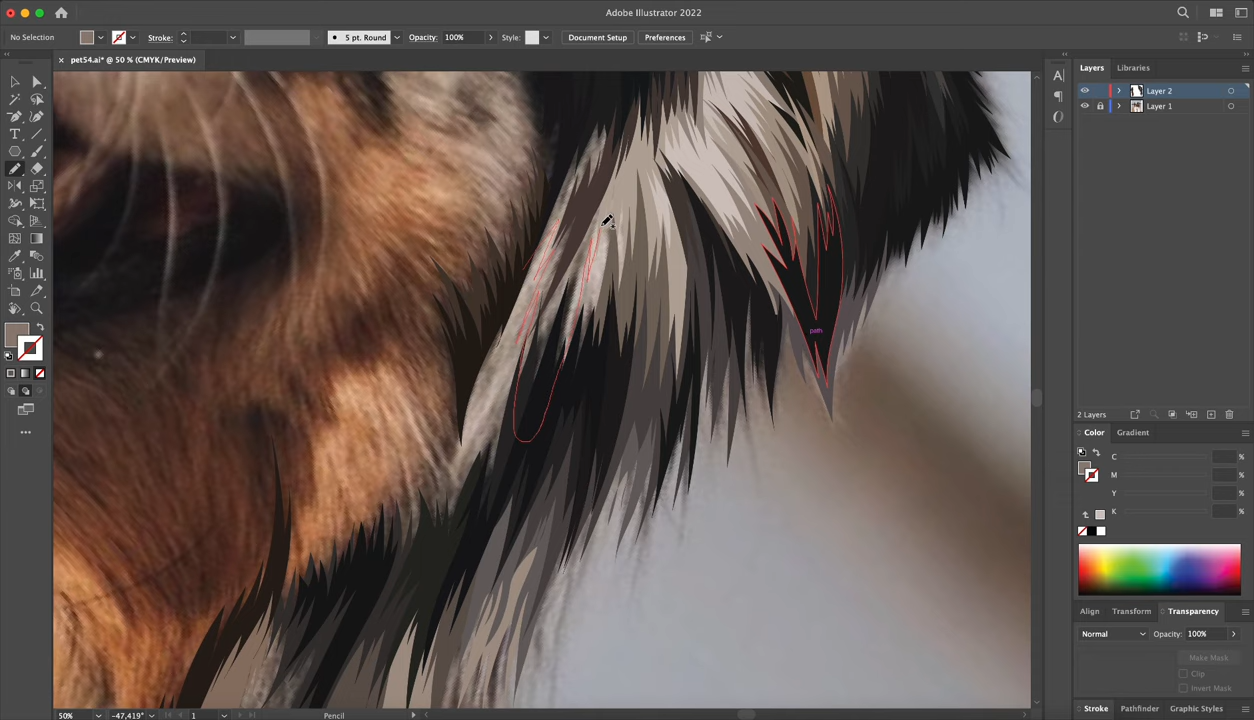 Adobe Illustrator 2022
No Selection
Stroke:
5 pt. Round
Opacity:
100%
Style:
Document Setup
Preferences
× pet54.ai* @ 50 % (CMYK/Preview)
path
Layers
Libraries
Layer 2
Layer 1
2 Layers
Color
Gradient
C %
M %
Y %
K %
Align
Transform
Transparency
Normal
Opacity:
100%
Make Mask
Clip
Invert Mask
Stroke
Pathfinder
Graphic Styles
50%
-47,419°
1
Pencil